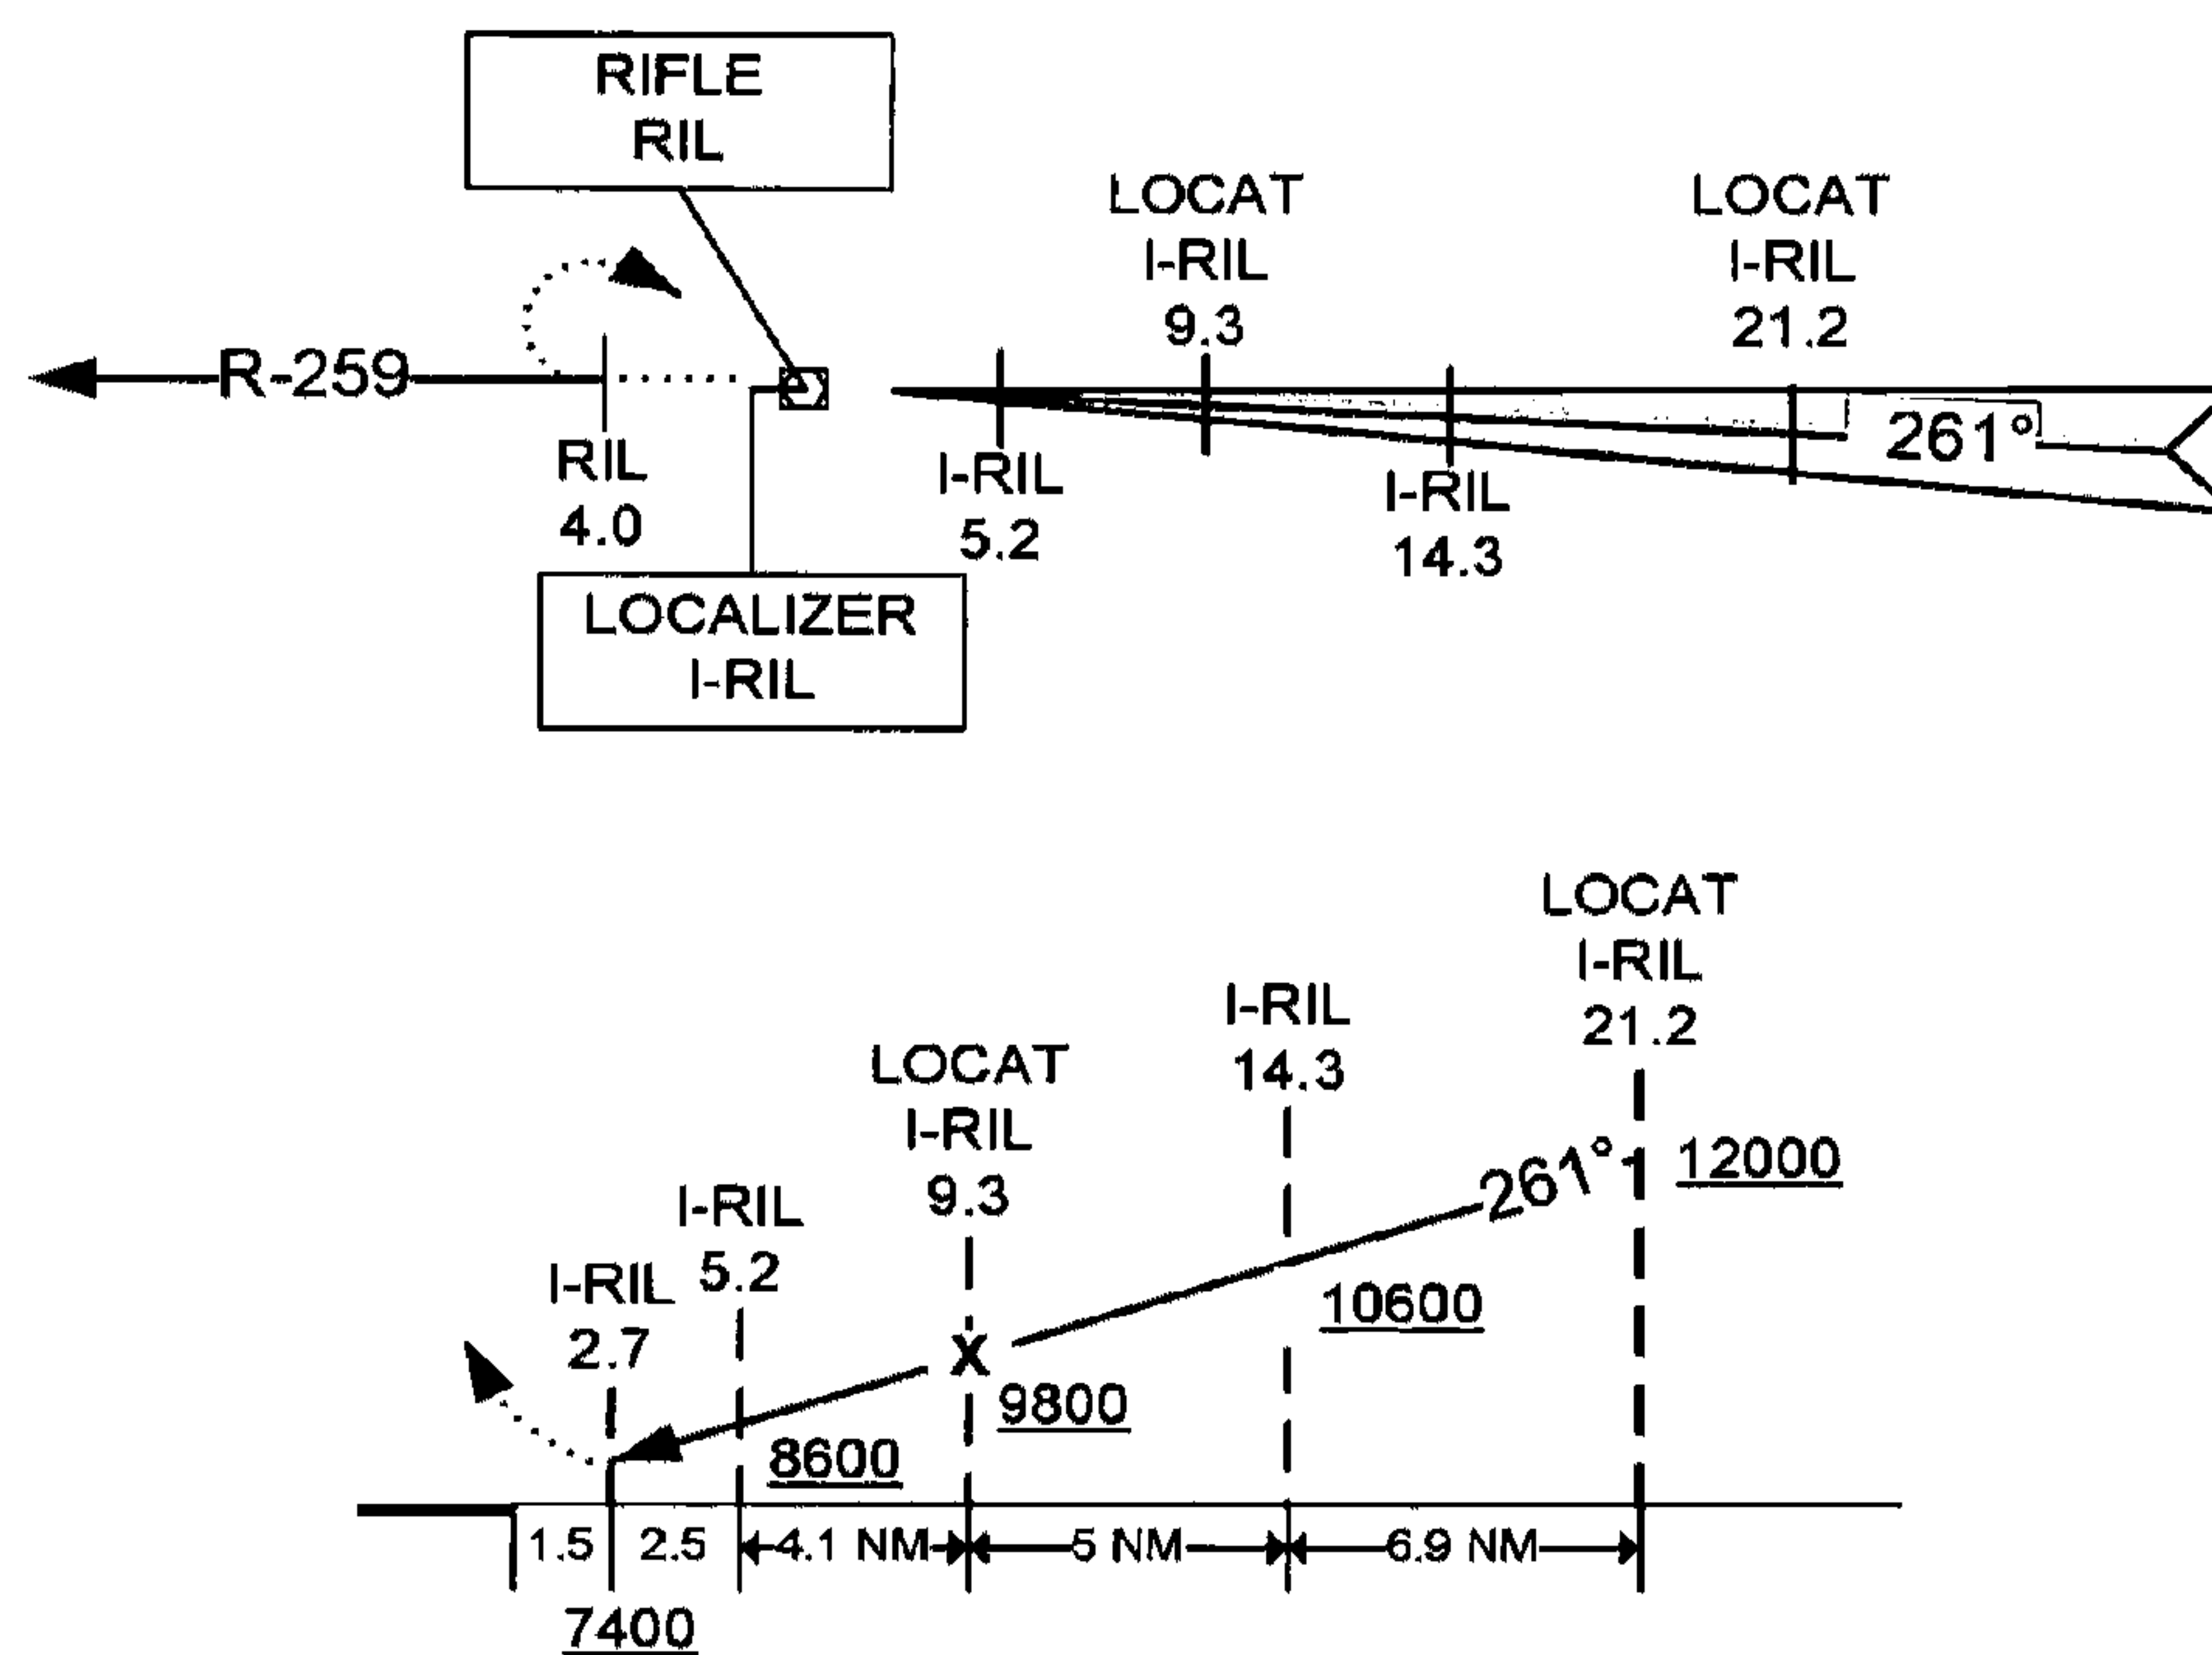 RIFLE
RIL
LOCAT
I-RIL
9.3
LOCAT
I-RIL
21.2
R-259
261°
RIL
4.0
I-RIL
5.2
I-RIL
14.3
LOCALIZER
I-RIL
LOCAT
I-RIL
21.2
I-RIL
14.3
LOCAT
I-RIL
9.3
I-RIL
5.2
I-RIL
2.7
261°
12000
10600
X
9800
8600
1.5
2.5
4.1 NM
5 NM
6.9 NM
7400